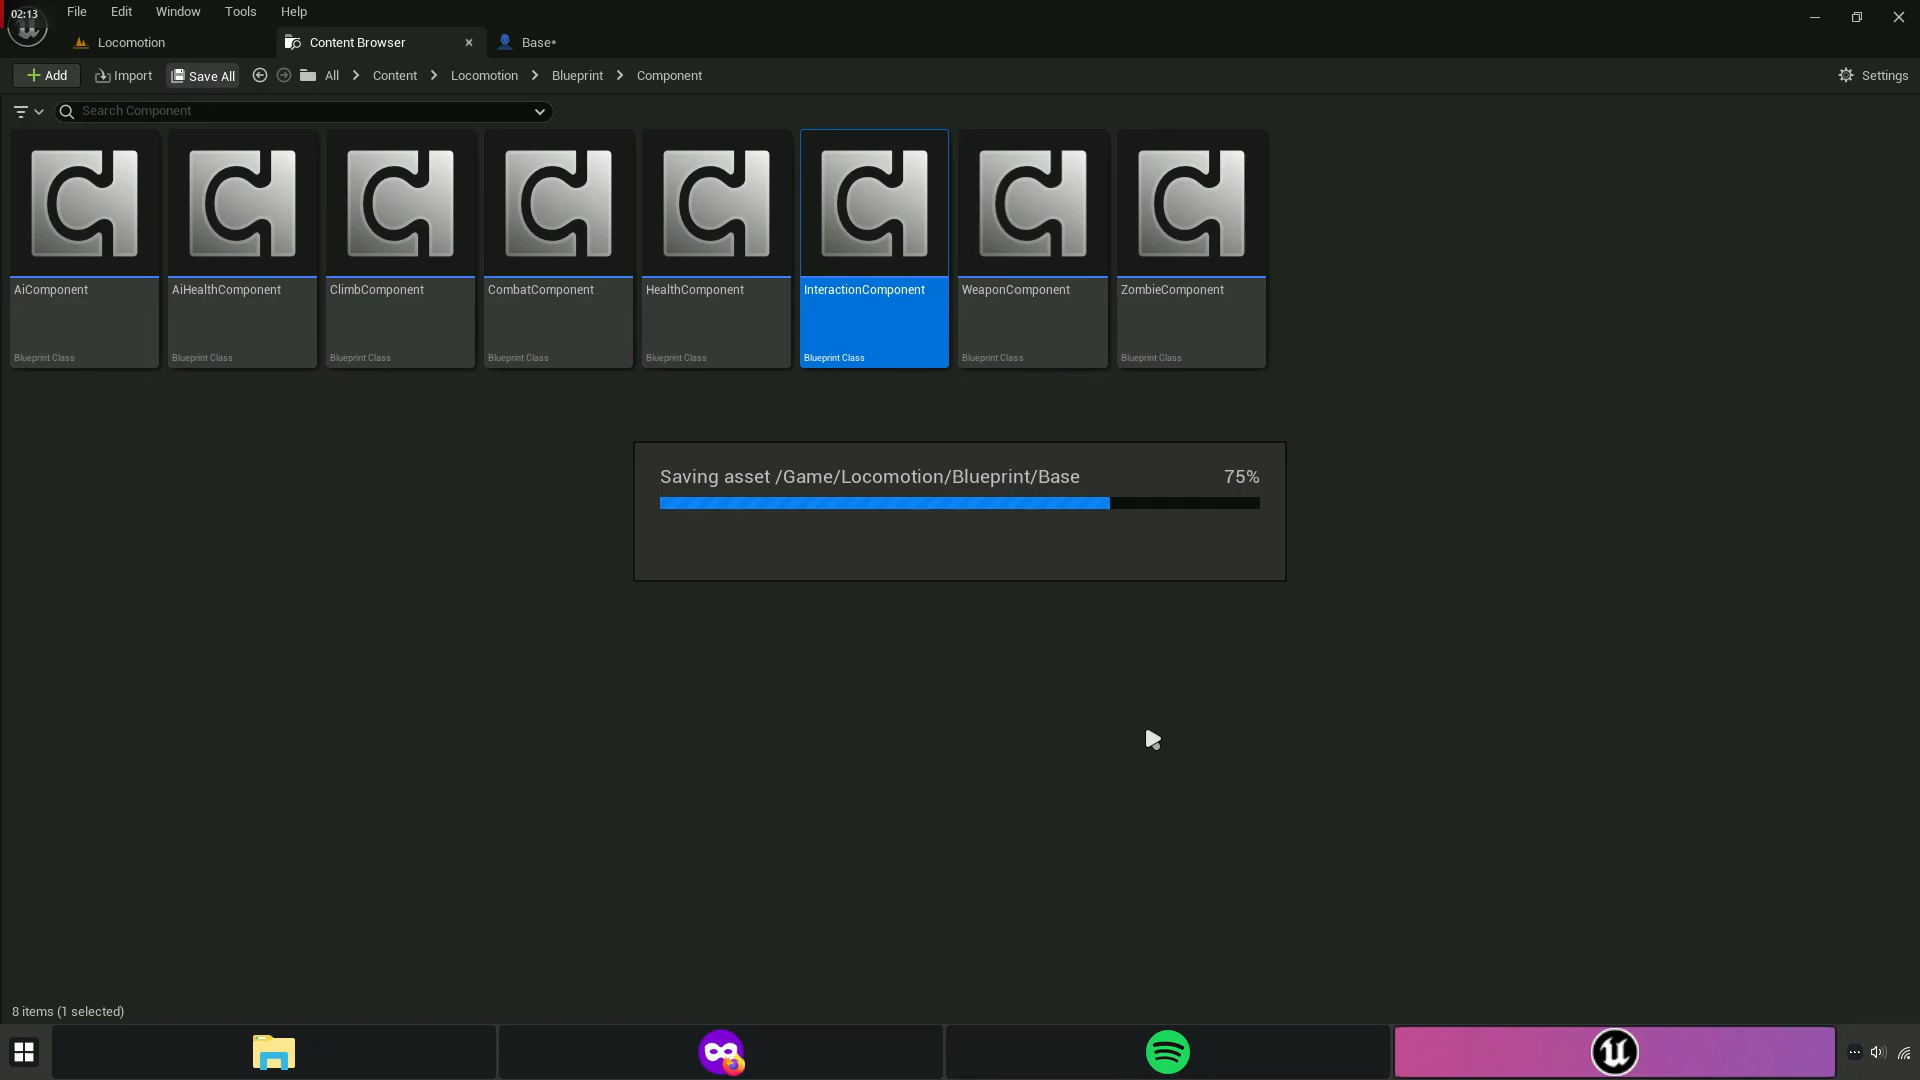 02:13
File Edit Window Tools Help
Locomotion Content Browser Base*
Add Import Save All All Content Locomotion Blueprint Component Settings
Search Component
AiComponent AiHealthComponent ClimbComponent CombatComponent HealthComponent InteractionComponent WeaponComponent ZombieComponent
Blueprint Class Blueprint Class Blueprint Class Blueprint Class Blueprint Class Blueprint Class Blueprint Class Blueprint Class
Saving asset /Game/Locomotion/Blueprint/Base 75%
8 items (1 selected)